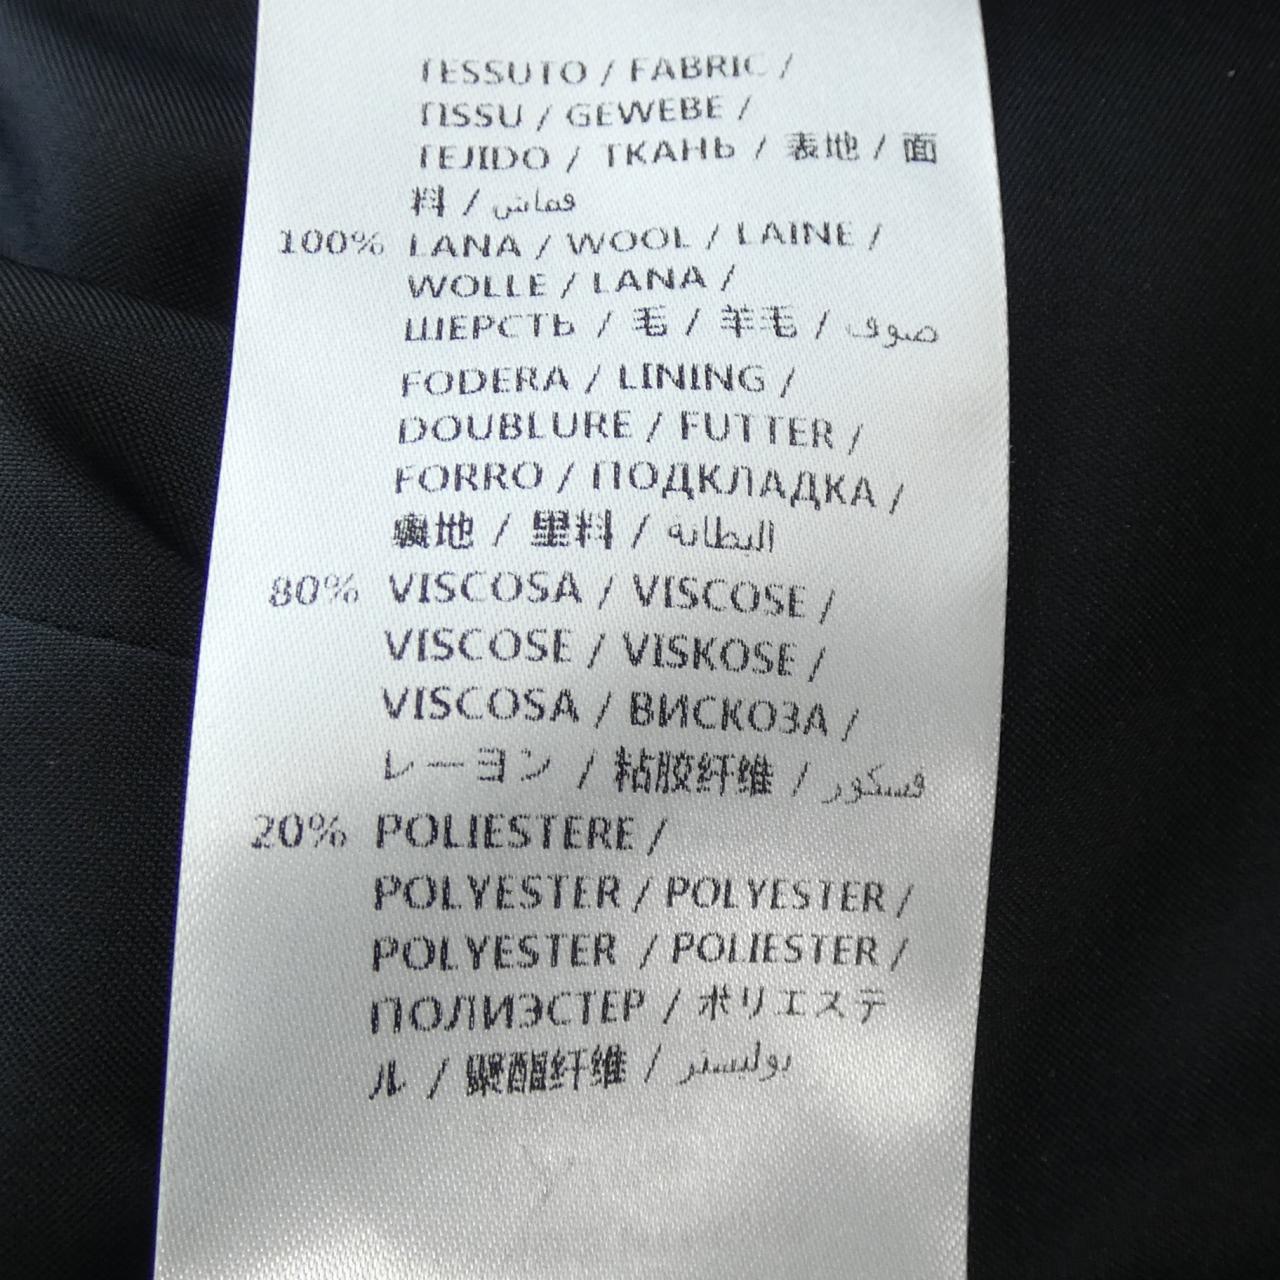 TESSUTO / FABRIC /
TISSU / GEWEBE /
TEJIDO / ТКАНЬ / 表地 / 面
料 / قماش
100% LANA / WOOL / LAINE /
WOLLE / LANA /
ШЕРСТЬ / 毛 / 羊毛 / صوف
FODERA / LINING /
DOUBLURE / FUTTER /
FORRO / ПОДКЛАДКА /
裏地 / 里料 / البطانة
80% VISCOSA / VISCOSE /
VISCOSE / VISKOSE /
VISCOSA / ВИСКОЗА /
レーヨン / 粘胶纤维 / فسكور
20% POLIESTERE /
POLYESTER / POLYESTER /
POLYESTER / POLIESTER /
ПОЛИЭСТЕР / ポリエステ
ル / 聚酯纤维 / بوليستر